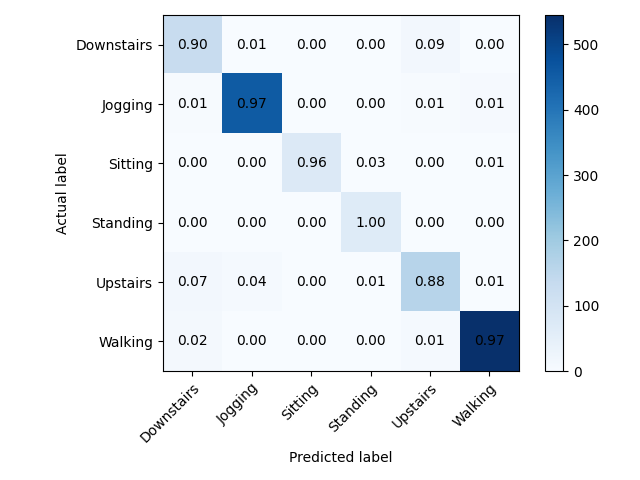 Downstairs 0.90 0.01 0.00 0.00 0.09 0.00
Jogging 0.01 0.97 0.00 0.00 0.01 0.01
Sitting 0.00 0.00 0.96 0.03 0.00 0.01
Standing 0.00 0.00 0.00 1.00 0.00 0.00
Upstairs 0.07 0.04 0.00 0.01 0.88 0.01
Walking 0.02 0.00 0.00 0.00 0.01 0.97
Actual label
Downstairs Jogging Sitting Standing Upstairs Walking
Predicted label
500
400
300
200
100
0